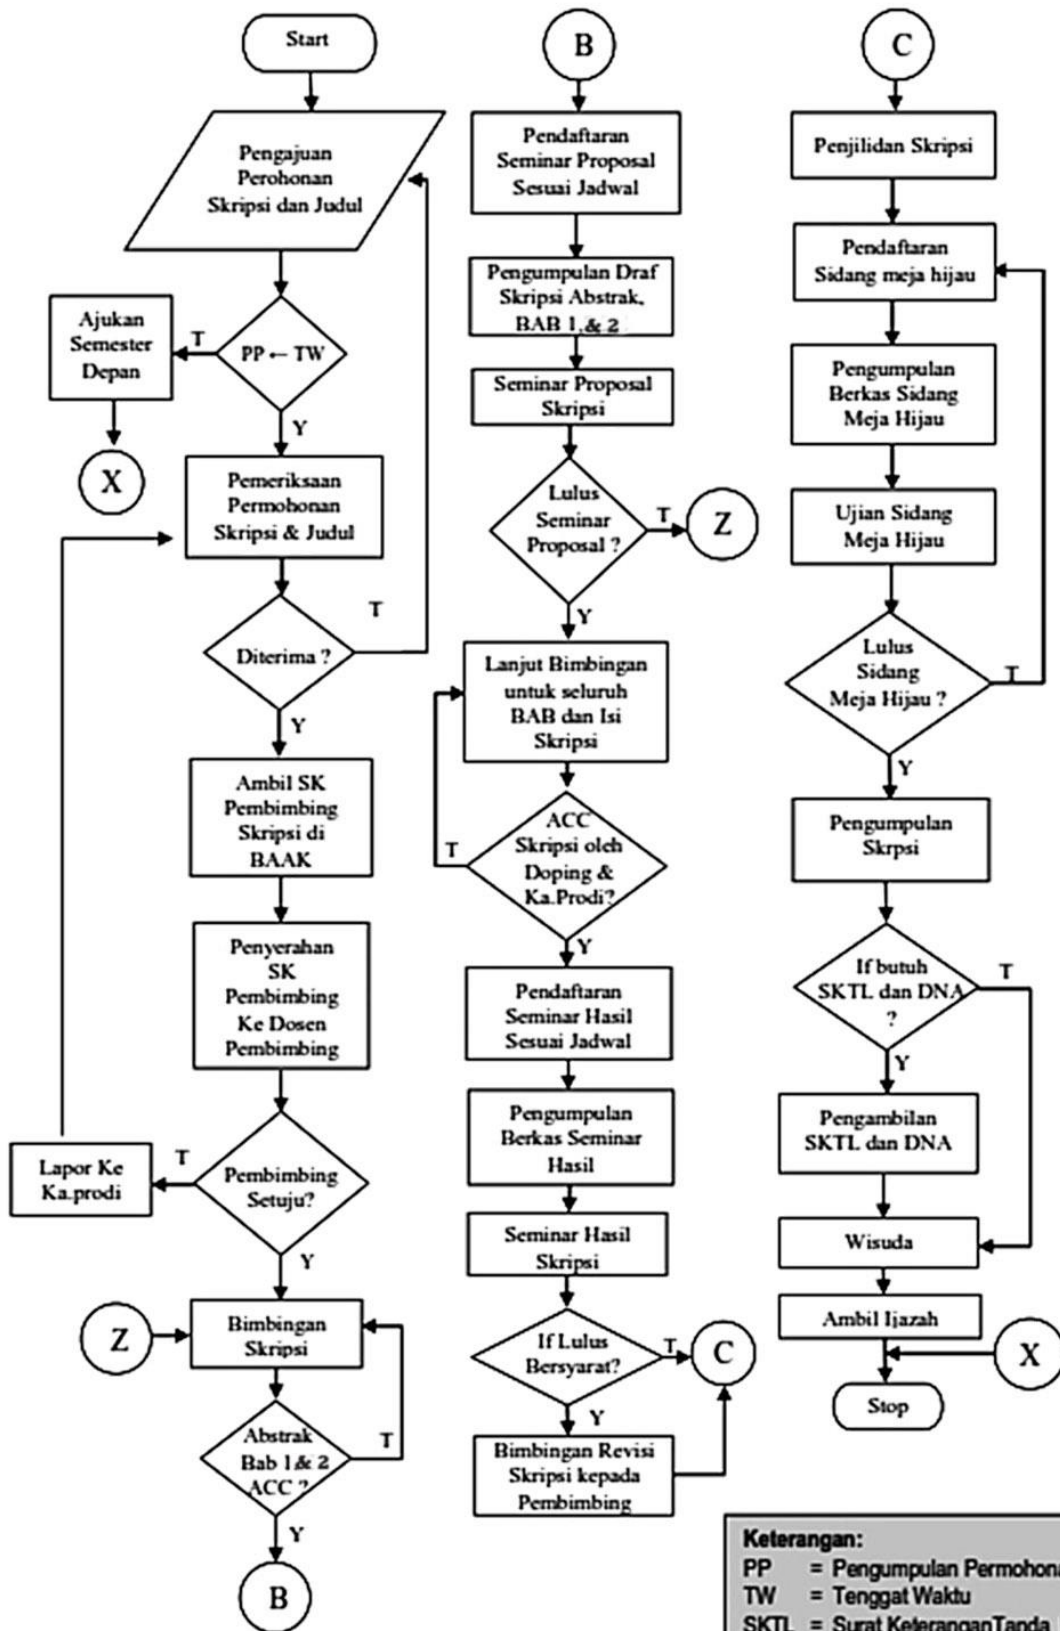 Start
Pengajuan
Perohonan
Skripsi dan Judul
PP ← TW
T
Ajukan
Semester
Depan
X
Y
Pemeriksaan
Permohonan
Skripsi & Judul
Diterima ?
T
Y
Ambil SK
Pembimbing
Skripsi di
BAAK
Penyerahan
SK
Pembimbing
Ke Dosen
Pembimbing
Pembimbing
Setuju?
T
Lapor Ke
Ka.prodi
Y
Z
Bimbingan
Skripsi
Abstrak
Bab 1 & 2
ACC ?
T
Y
B
B
Pendaftaran
Seminar Proposal
Sesuai Jadwal
Pengumpulan Draf
Skripsi Abstrak,
BAB 1,& 2
Seminar Proposal
Skripsi
Lulus
Seminar
Proposal ?
T
Z
Y
Lanjut Bimbingan
untuk seluruh
BAB dan Isi
Skripsi
ACC
Skripsi oleh
Doping &
Ka.Prodi?
T
Y
Pendaftaran
Seminar Hasil
Sesuai Jadwal
Pengumpulan
Berkas Seminar
Hasil
Seminar Hasil
Skripsi
If Lulus
Bersyarat?
T
C
Y
Bimbingan Revisi
Skripsi kepada
Pembimbing
C
Penjilidan Skripsi
Pendaftaran
Sidang meja hijau
Pengumpulan
Berkas Sidang
Meja Hijau
Ujian Sidang
Meja Hijau
Lulus
Sidang
Meja Hijau ?
T
Y
Pengumpulan
Skrpsi
If butuh
SKTL dan DNA
?
T
Y
Pengambilan
SKTL dan DNA
Wisuda
Ambil Ijazah
X
Stop
Keterangan:
PP = Pengumpulan Permohona
TW = Tenggat Waktu
SKTL = Surat KeteranganTanda